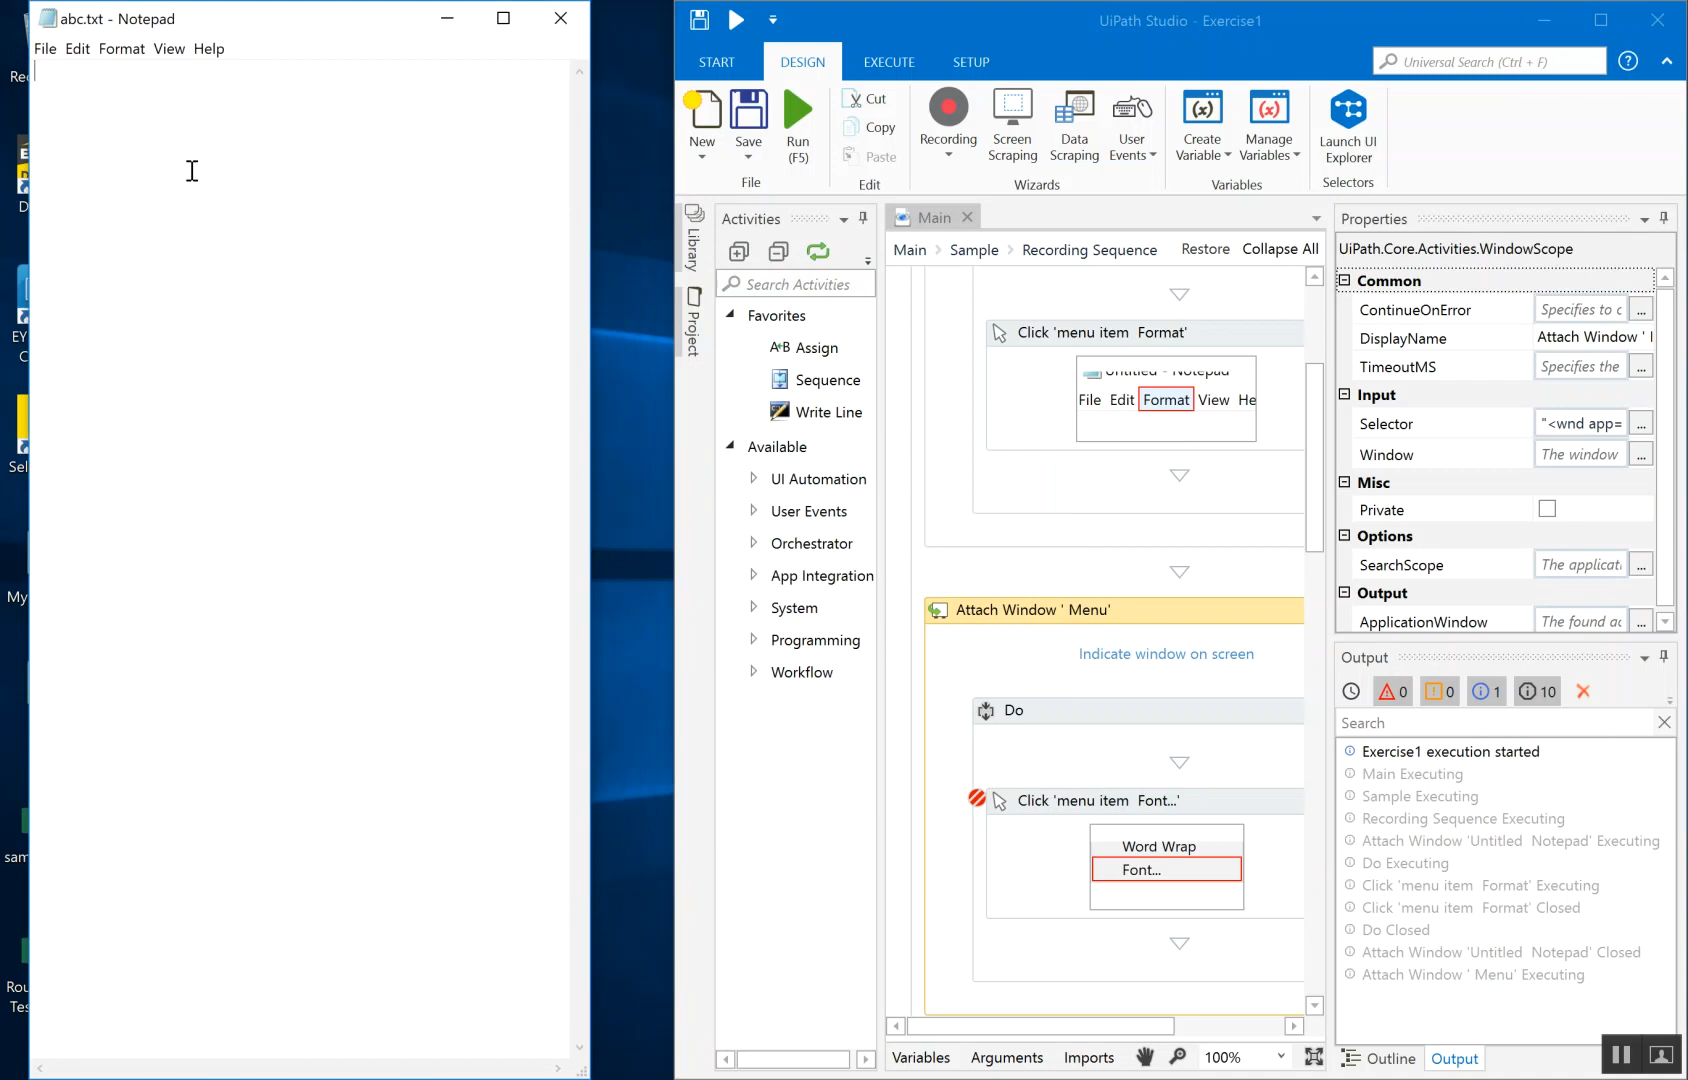 abc.txt - Notepad
File Edit Format View Help
UiPath Studio - Exercise1
START DESIGN EXECUTE SETUP
Universal Search (Ctrl + F)
New
Save
Run
(F5)
Cut
Copy
Paste
Recording
Screen
Scraping
Data
Scraping
User
Events
Create
Variable
Manage
Variables
Launch UI
Explorer
File
Edit
Wizards
Variables
Selectors
Library
Project
Activities
Search Activities
Favorites
A+B Assign
Sequence
Write Line
Available
UI Automation
User Events
Orchestrator
App Integration
System
Programming
Workflow
Main
Main Sample Recording Sequence Restore Collapse All
Click 'menu item Format'
Untitled - Notepad
File Edit Format View He
Attach Window ' Menu'
Indicate window on screen
Do
Click 'menu item Font...'
Word Wrap
Font...
Variables Arguments Imports 100%
Properties
UiPath.Core.Activities.WindowScope
Common
ContinueOnError Specifies to c ...
DisplayName Attach Window ' I
TimeoutMS Specifies the ...
Input
Selector "<wnd app= ...
Window The window ...
Misc
Private
Options
SearchScope The applicati ...
Output
ApplicationWindow The found ac ...
Output
0 0 1 10
Search
Exercise1 execution started
Main Executing
Sample Executing
Recording Sequence Executing
Attach Window 'Untitled Notepad' Executing
Do Executing
Click 'menu item Format' Executing
Click 'menu item Format' Closed
Do Closed
Attach Window 'Untitled Notepad' Closed
Attach Window ' Menu' Executing
Outline Output
Rec
D
EY
C
Sel
My
sam
Rou
Tes